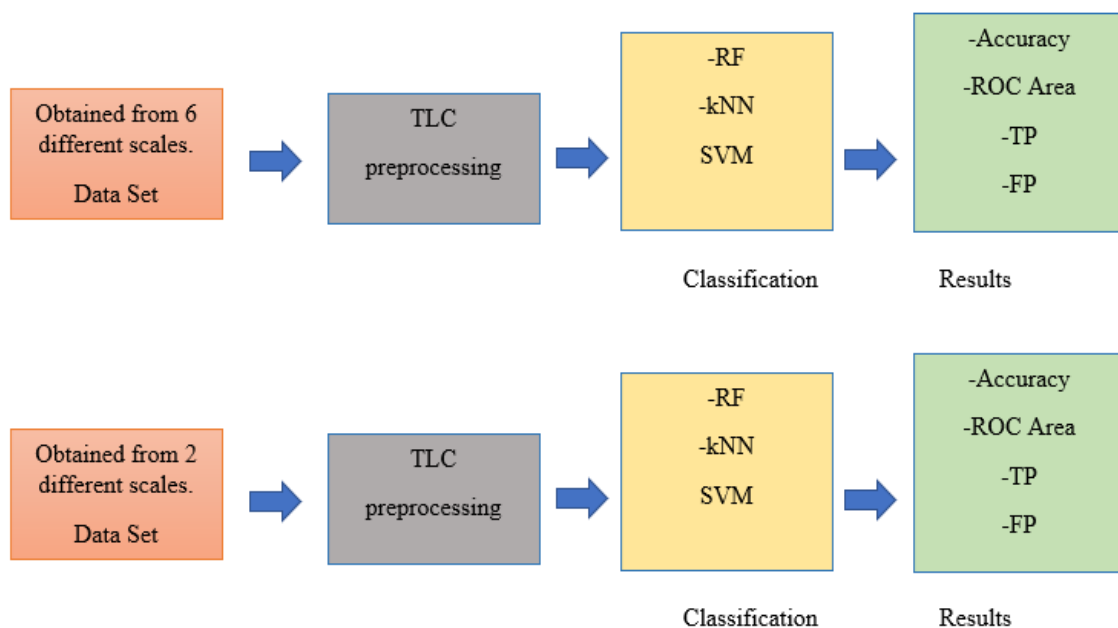 Obtained from 6
different scales.
Data Set
TLC
preprocessing
-RF
-kNN
SVM
-Accuracy
-ROC Area
-TP
-FP
Classification
Results
Obtained from 2
different scales.
Data Set
TLC
preprocessing
-RF
-kNN
SVM
-Accuracy
-ROC Area
-TP
-FP
Classification
Results